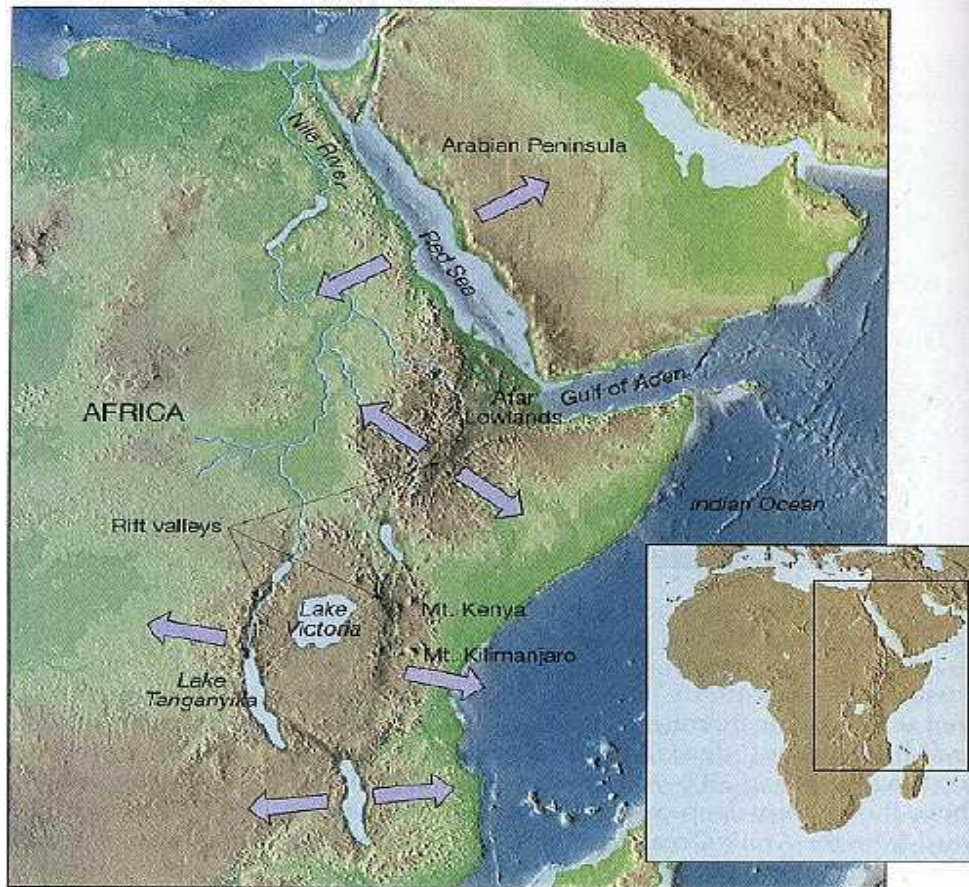 Arabian Peninsula
Nile River
Red Sea
AFRICA
Afar
Lowlands
Gulf of Aden
Indian Ocean
Rift valleys
Lake
Victoria
Mt. Kenya
Mt. Kilimanjaro
Lake
Tanganyika